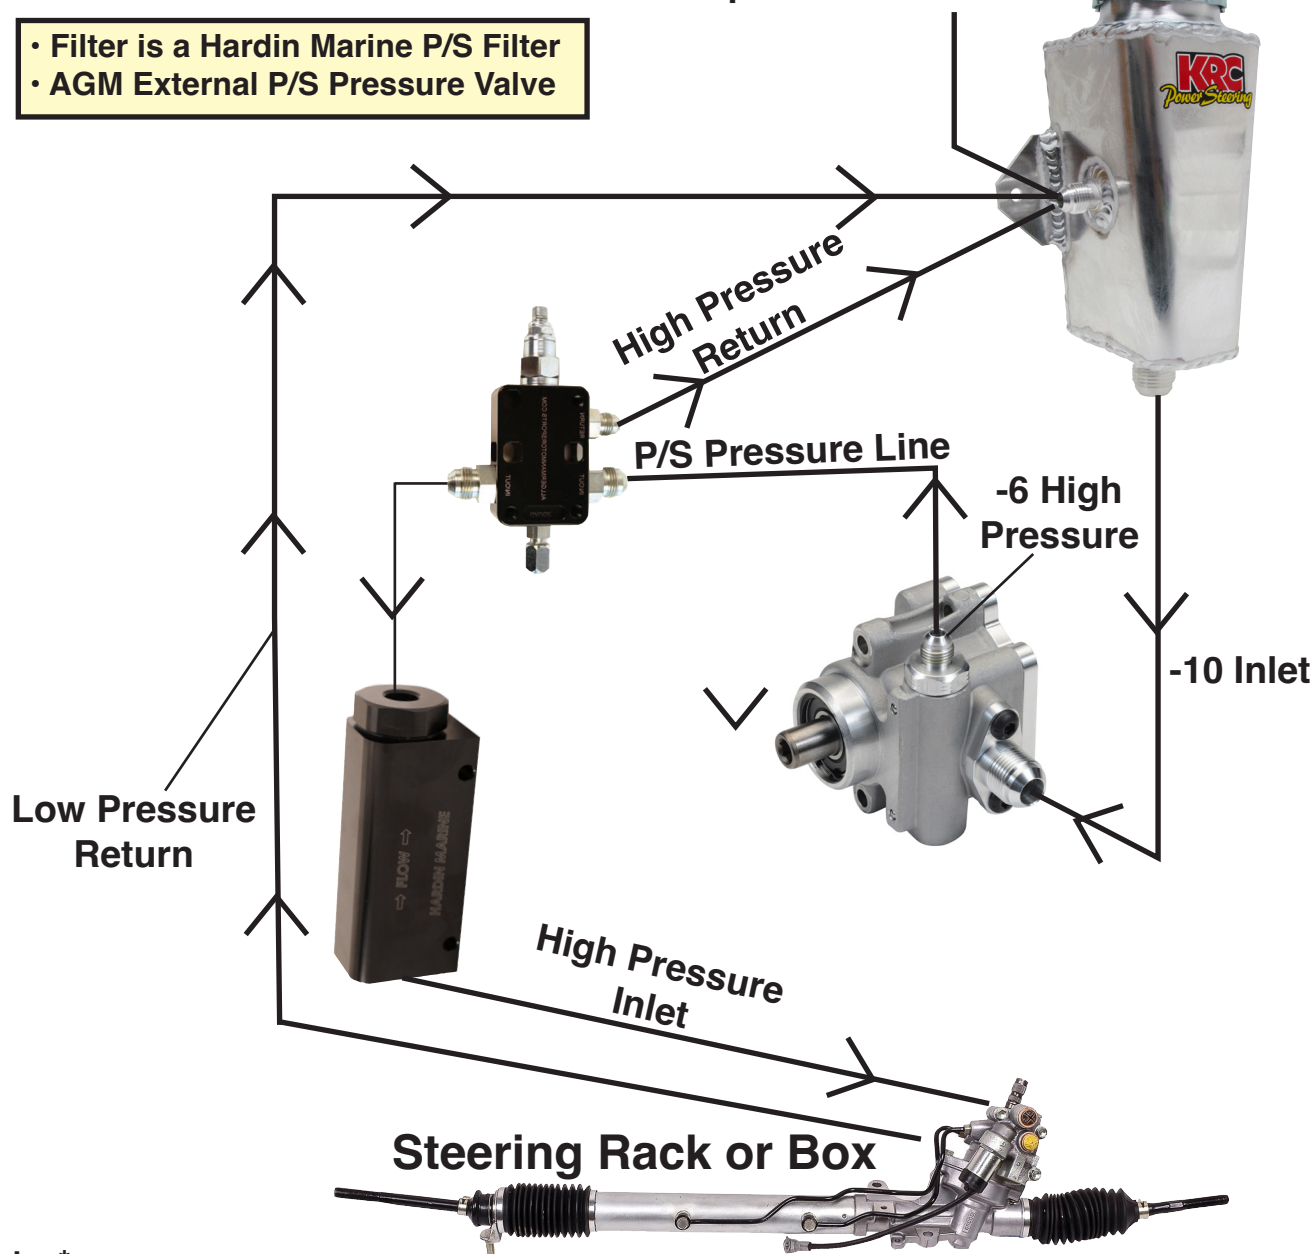 • Filter is a Hardin Marine P/S Filter
• AGM External P/S Pressure Valve
KRC
Power Steering
High Pressure
Return
P/S Pressure Line
-6 High
Pressure
-10 Inlet
Low Pressure
Return
FLOW
HARDIN MARINE
High Pressure
Inlet
Steering Rack or Box